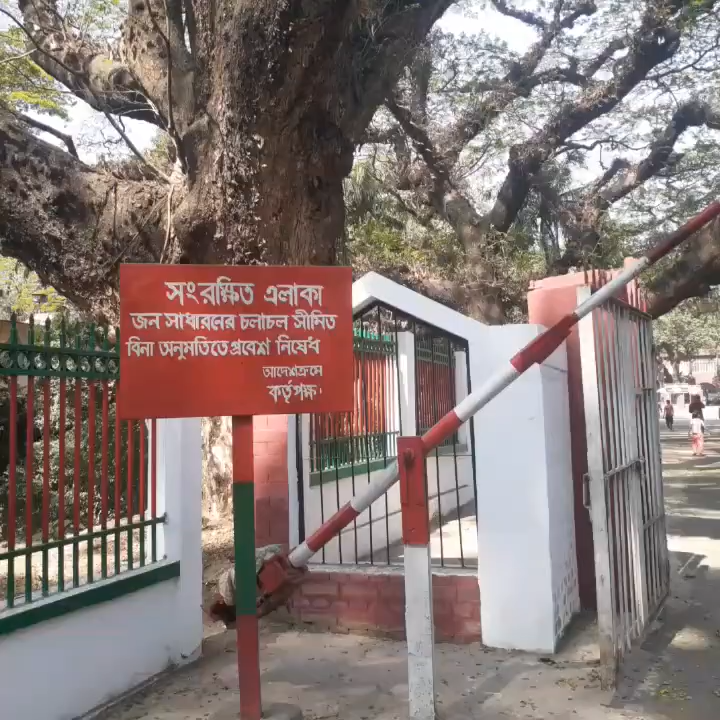 সংরক্ষিত এলাকা
জন সাধারনের চলাচল সীমিত
বিনা অনুমতিতে প্রবেশ নিষেধ
আদেশক্রমে
কর্তৃপক্ষ।